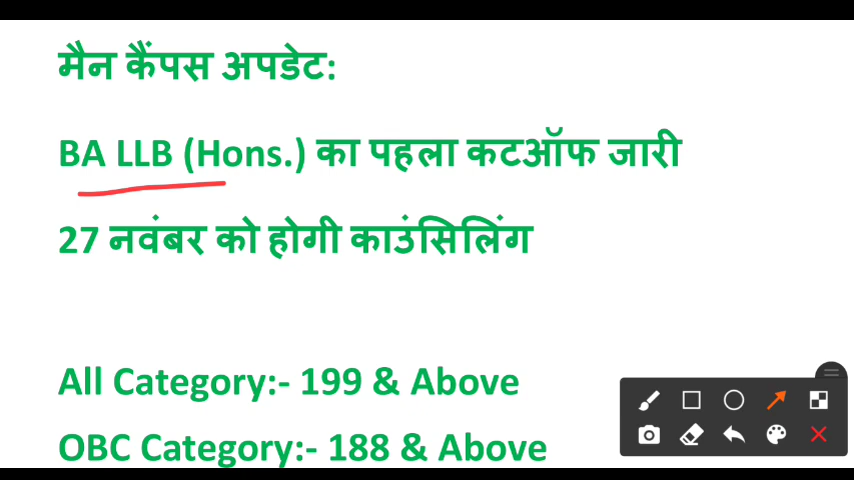 मैन कैंपस अपडेट:
BA LLB (Hons.) का पहला कटऑफ जारी
27 नवंबर को होगी काउंसिलिंग
All Category:- 199 & Above
OBC Category:- 188 & Above